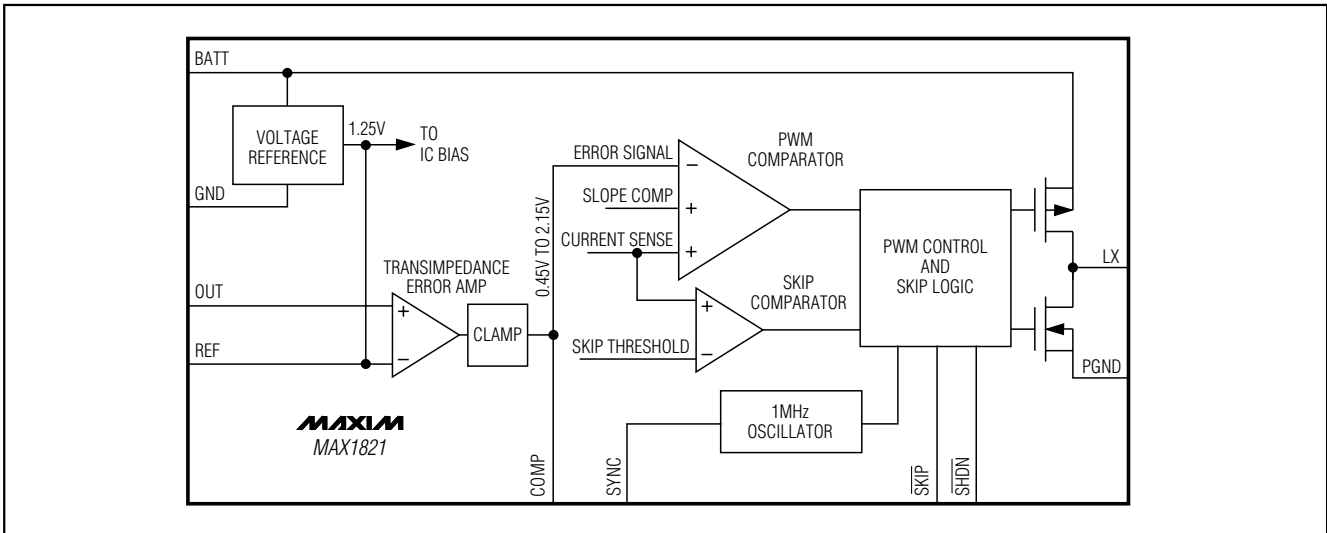 BATT
VOLTAGE
REFERENCE
1.25V
TO
IC BIAS
GND
OUT
REF
TRANSIMPEDANCE
ERROR AMP
+
−
CLAMP
0.45V TO 2.15V
ERROR SIGNAL
SLOPE COMP
CURRENT SENSE
−
+
+
PWM
COMPARATOR
SKIP THRESHOLD
+
−
SKIP
COMPARATOR
PWM CONTROL
AND
SKIP LOGIC
LX
PGND
1MHz
OSCILLATOR
MAXIM
MAX1821
COMP
SYNC
SKIP
SHDN